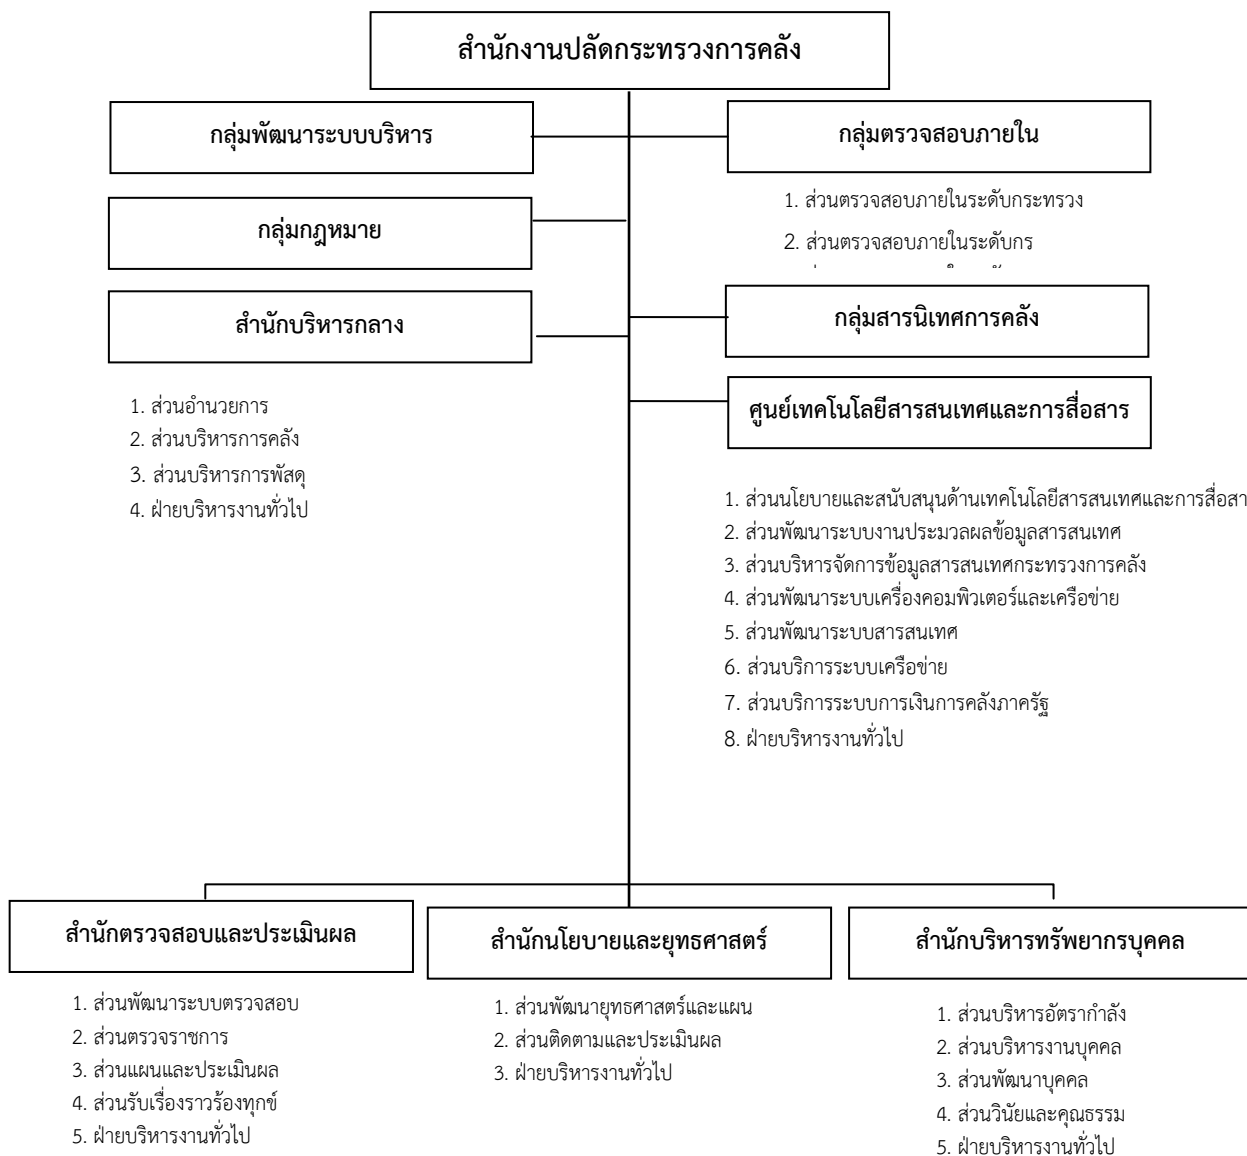 สำนักงานปลัดกระทรวงการคลัง
กลุ่มพัฒนาระบบบริหาร
กลุ่มตรวจสอบภายใน
1. ส่วนตรวจสอบภายในระดับกระทรวง
2. ส่วนตรวจสอบภายในระดับกร
กลุ่มกฎหมาย
สำนักบริหารกลาง
1. ส่วนอำนวยการ
2. ส่วนบริหารการคลัง
3. ส่วนบริหารการพัสดุ
4. ฝ่ายบริหารงานทั่วไป
กลุ่มสารนิเทศการคลัง
ศูนย์เทคโนโลยีสารสนเทศและการสื่อสาร
1. ส่วนนโยบายและสนับสนุนด้านเทคโนโลยีสารสนเทศและการสื่อสา
2. ส่วนพัฒนาระบบงานประมวลผลข้อมูลสารสนเทศ
3. ส่วนบริหารจัดการข้อมูลสารสนเทศกระทรวงการคลัง
4. ส่วนพัฒนาระบบเครื่องคอมพิวเตอร์และเครือข่าย
5. ส่วนพัฒนาระบบสารสนเทศ
6. ส่วนบริการระบบเครือข่าย
7. ส่วนบริการระบบการเงินการคลังภาครัฐ
8. ฝ่ายบริหารงานทั่วไป
สำนักตรวจสอบและประเมินผล
1. ส่วนพัฒนาระบบตรวจสอบ
2. ส่วนตรวจราชการ
3. ส่วนแผนและประเมินผล
4. ส่วนรับเรื่องราวร้องทุกข์
5. ฝ่ายบริหารงานทั่วไป
สำนักนโยบายและยุทธศาสตร์
1. ส่วนพัฒนายุทธศาสตร์และแผน
2. ส่วนติดตามและประเมินผล
3. ฝ่ายบริหารงานทั่วไป
สำนักบริหารทรัพยากรบุคคล
1. ส่วนบริหารอัตรากำลัง
2. ส่วนบริหารงานบุคคล
3. ส่วนพัฒนาบุคคล
4. ส่วนวินัยและคุณธรรม
5. ฝ่ายบริหารงานทั่วไป